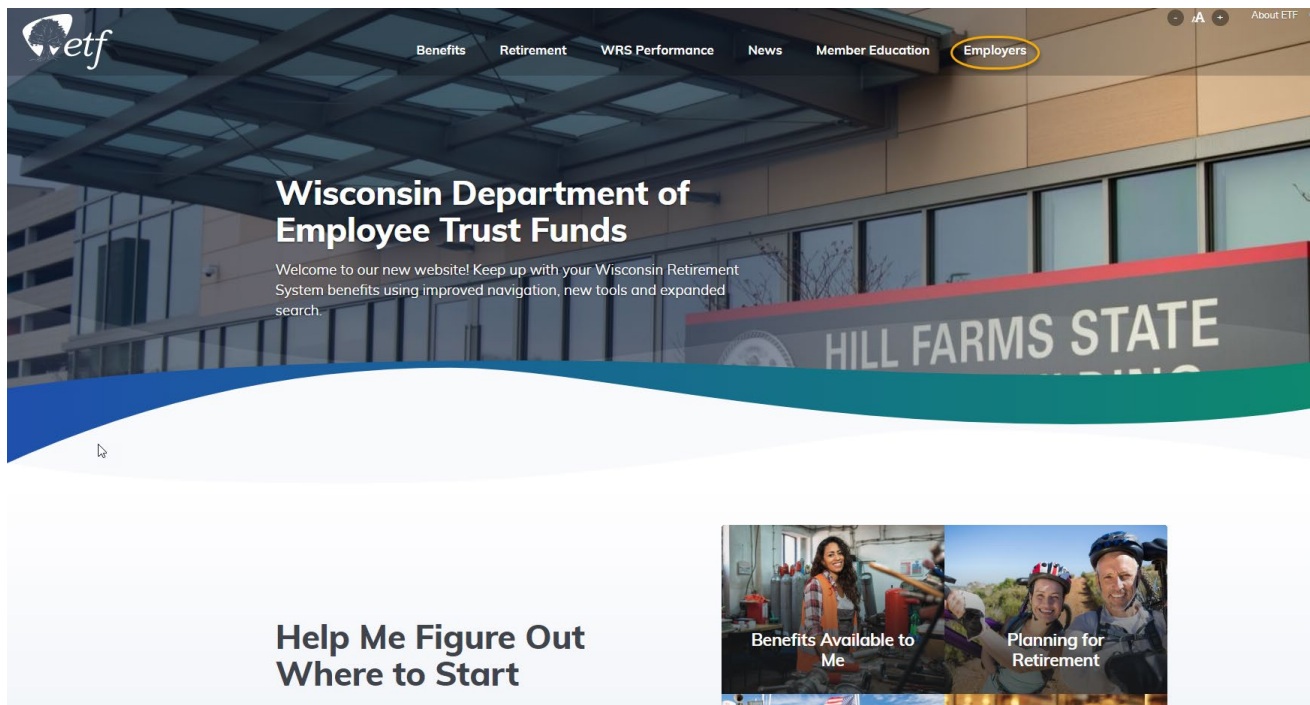 etf
Benefits Retirement WRS Performance News Member Education Employers
- AA +
About ETF
Wisconsin Department of
Employee Trust Funds
Welcome to our new website! Keep up with your Wisconsin Retirement
System benefits using improved navigation, new tools and expanded
search.
HILL FARMS STATE
Help Me Figure Out
Where to Start
Benefits Available to
Me
Planning for
Retirement